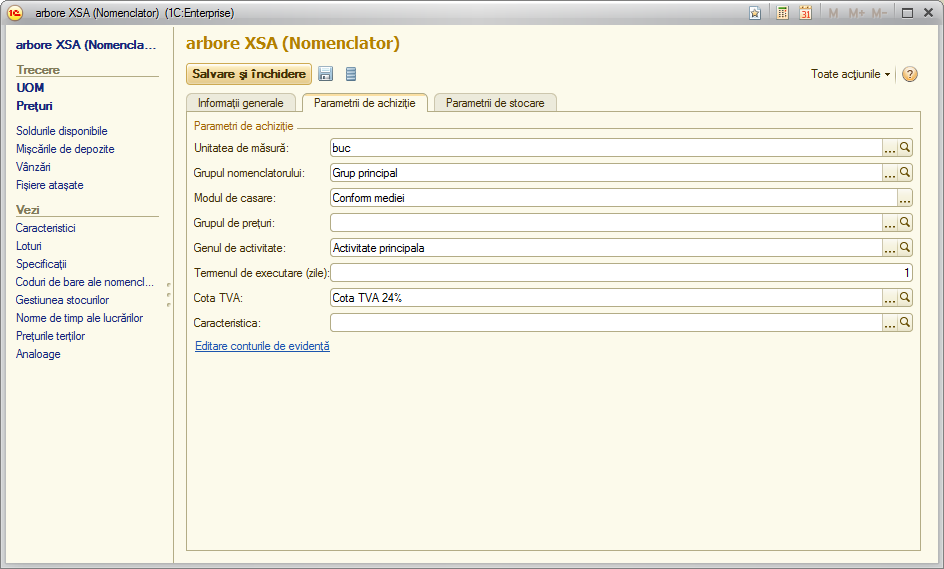 arbore XSA (Nomenclator) (1C:Enterprise)
M M+ M-
arbore XSA (Nomencla...
Trecere
UOM
Prețuri
Soldurile disponibile
Mișcările de depozite
Vânzări
Fișiere atașate
Vezi
Caracteristici
Loturi
Specificații
Coduri de bare ale nomencl...
Gestiunea stocurilor
Norme de timp ale lucrărilor
Prețurile terților
Analoage
arbore XSA (Nomenclator)
Salvare și închidere
Toate acțiunile
Informații generale
Parametrii de achiziție
Parametrii de stocare
Parametri de achiziție
Unitatea de măsură: buc
Grupul nomenclatorului: Grup principal
Modul de casare: Conform mediei
Grupul de prețuri:
Genul de activitate: Activitate principala
Termenul de executare (zile): 1
Cota TVA: Cota TVA 24%
Caracteristica:
Editare conturile de evidență